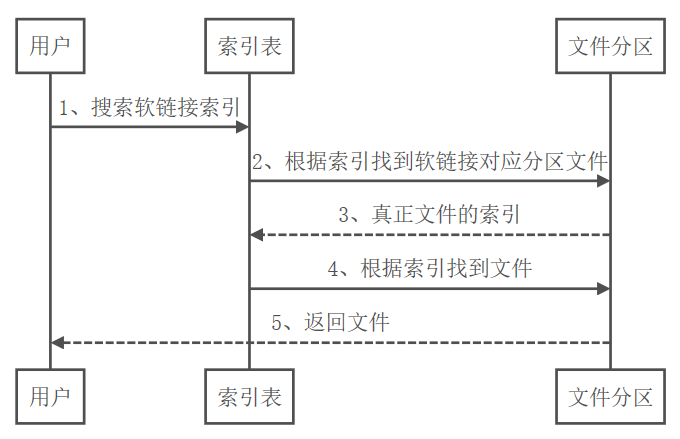 用户
索引表
文件分区
1、搜索软链接索引
2、根据索引找到软链接对应分区文件
3、真正文件的索引
4、根据索引找到文件
5、返回文件
用户
索引表
文件分区